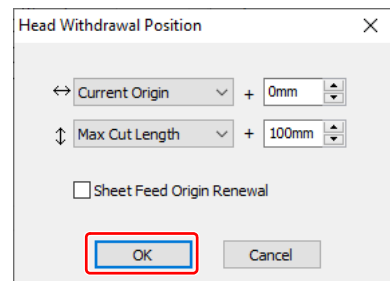 Head Withdrawal Position
Current Origin + 0mm
Max Cut Length + 100mm
Sheet Feed Origin Renewal
OK Cancel